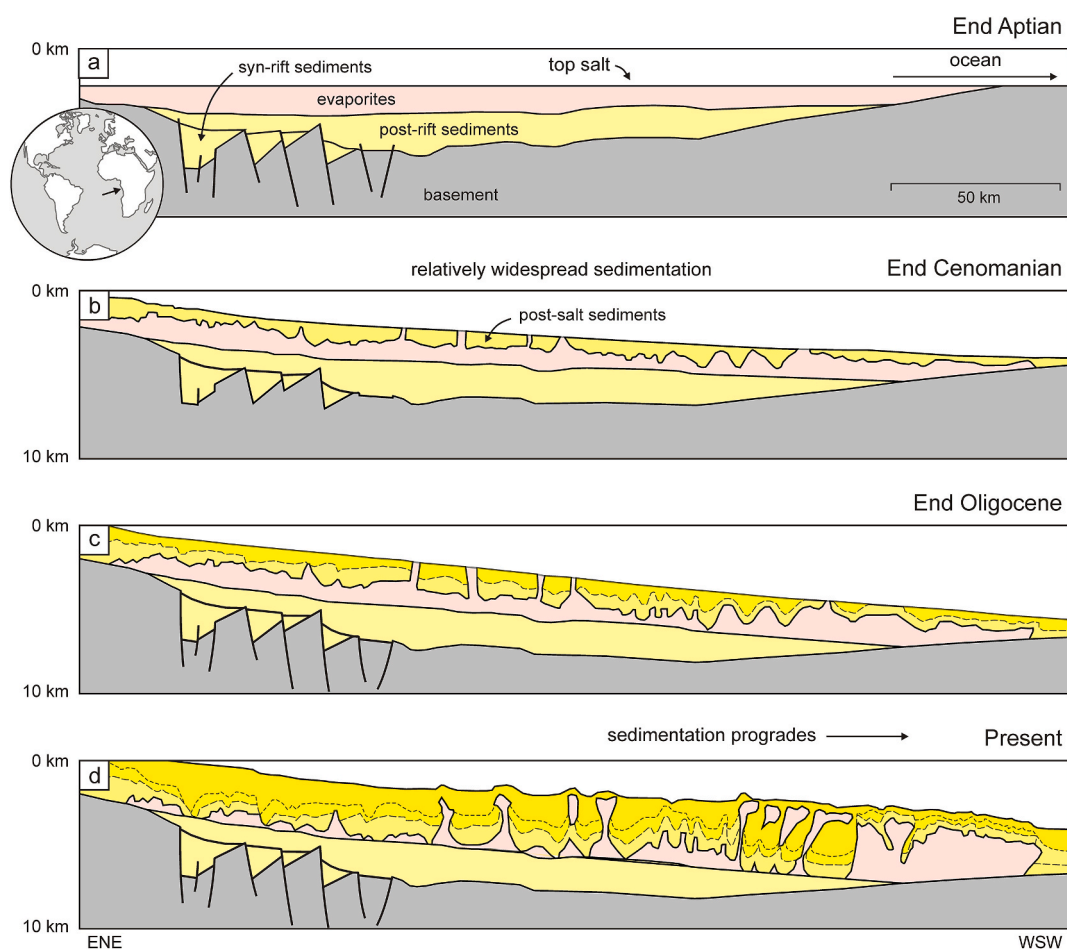 End Aptian
0 km
a
syn-rift sediments
top salt
ocean
evaporites
post-rift sediments
basement
50 km
relatively widespread sedimentation
End Cenomanian
0 km
b
post-salt sediments
10 km
End Oligocene
0 km
c
10 km
sedimentation progrades
Present
0 km
d
10 km
ENE
WSW